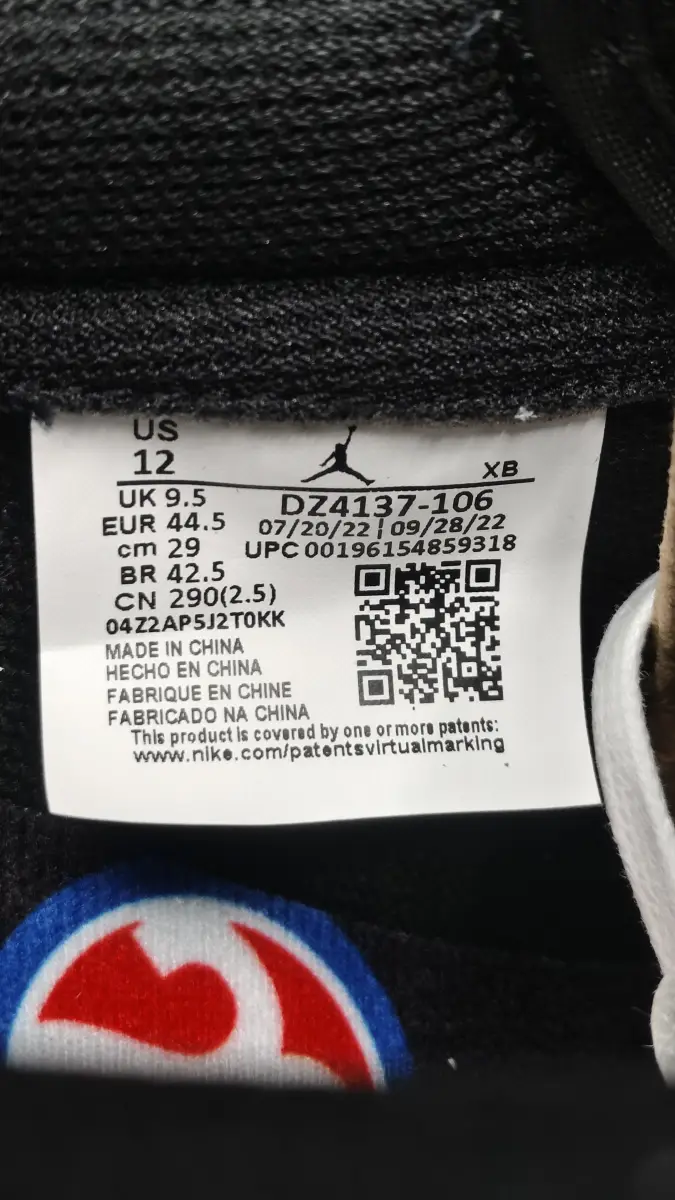 US
12
XB
UK 9.5
DZ4137-106
EUR 44.5
07/20/22 | 09/28/22
cm 29
UPC 00196154859318
BR 42.5
CN 290(2.5)
04Z2AP5J2T0KK
MADE IN CHINA
HECHO EN CHINA
FABRIQUE EN CHINE
FABRICADO NA CHINA
This product is covered by one or more patents:
www.nike.com/patentsvirtualmarking